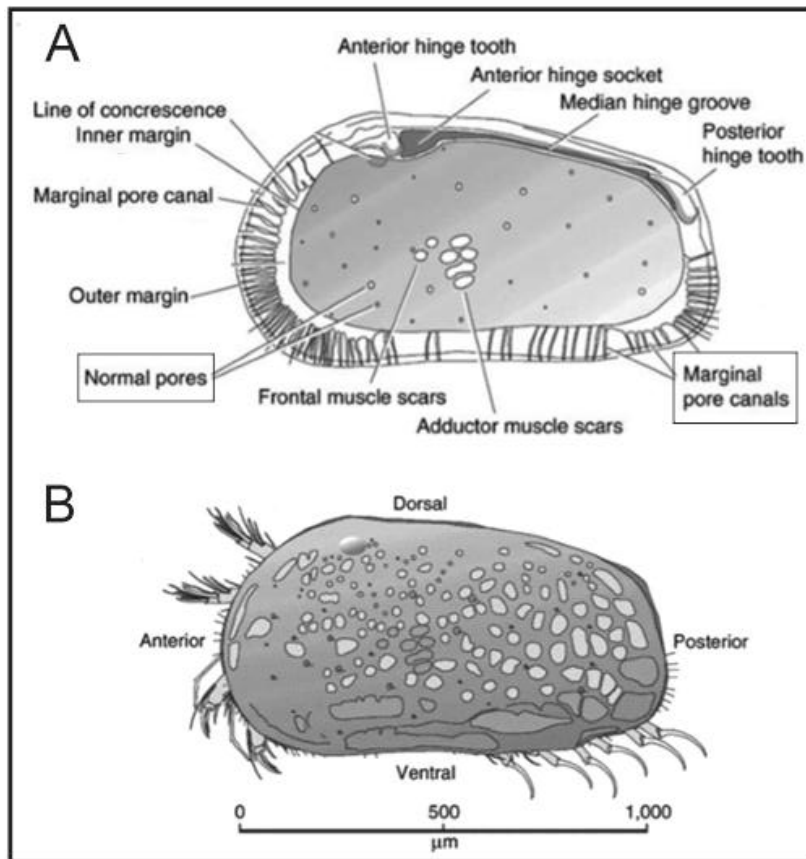 A
Anterior hinge tooth
Anterior hinge socket
Median hinge groove
Posterior
hinge tooth
Line of concrescence
Inner margin
Marginal pore canal
Outer margin
Normal pores
Frontal muscle scars
Adductor muscle scars
Marginal
pore canals
B
Dorsal
Anterior
Posterior
Ventral
0 500 1,000
µm